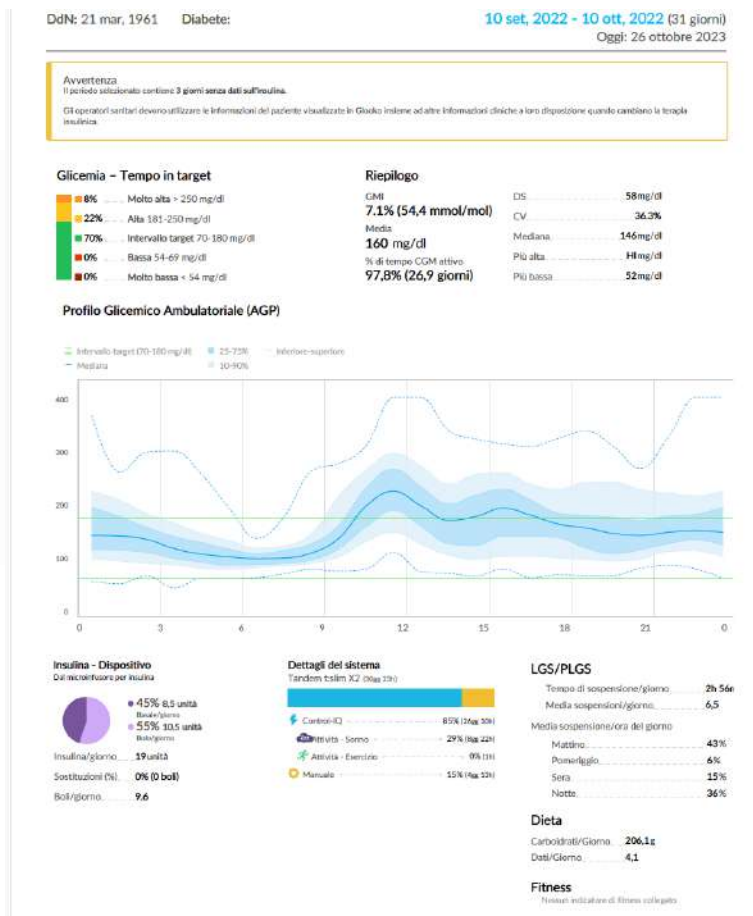 DdN: 21 mar, 1961 Diabete:
10 set, 2022 - 10 ott, 2022 (31 giorni)
Oggi: 26 ottobre 2023
Avvertenza
Il periodo selezionato contiene 3 giorni senza dati sull'insulina.
Gli operatori sanitari devono utilizzare le informazioni del paziente visualizzate in Glooko insieme ad altre informazioni cliniche a loro disposizione quando cambiano la terapia
insulinica.
Glicemia – Tempo in target
8% Molto alta > 250 mg/dl
22% Alta 181-250 mg/dl
70% Intervallo target 70-180 mg/dl
0% Bassa 54-69 mg/dl
0% Molto bassa < 54 mg/dl
Riepilogo
GMI
7.1% (54,4 mmol/mol)
Media
160 mg/dl
% di tempo CGM attivo
97,8% (26,9 giorni)
DS 58mg/dl
CV 36.3%
Mediana 146mg/dl
Più alta HI mg/dl
Più bassa 52mg/dl
Profilo Glicemico Ambulatoriale (AGP)
Intervallo target (70-180 mg/dl) 25-75% Inferiore-superiore
Mediana 10-90%
400
300
200
100
0
0 3 6 9 12 15 18 21 0
Insulina - Dispositivo
Dal microinfusore per insulina
45% 8,5 unità
Basale/giorno
55% 10,5 unità
Bolo/giorno
Insulina/giorno 19 unità
Sostituzioni (%) 0% (0 boli)
Boli/giorno 9,6
Dettagli del sistema
Tandem t:slim X2
Control-IQ 85%
Attività - Sonno 29%
Attività - Esercizio 0% (1h)
Manuale 15%
LGS/PLGS
Tempo di sospensione/giorno 2h 56
Media sospensioni/giorno 6,5
Media sospensione/ora del giorno
Mattino 43%
Pomeriggio 6%
Sera 15%
Notte 36%
Dieta
Carboidrati/Giorno 206,1g
Dati/Giorno 4,1
Fitness
Nessun indicatore di fitness collegato